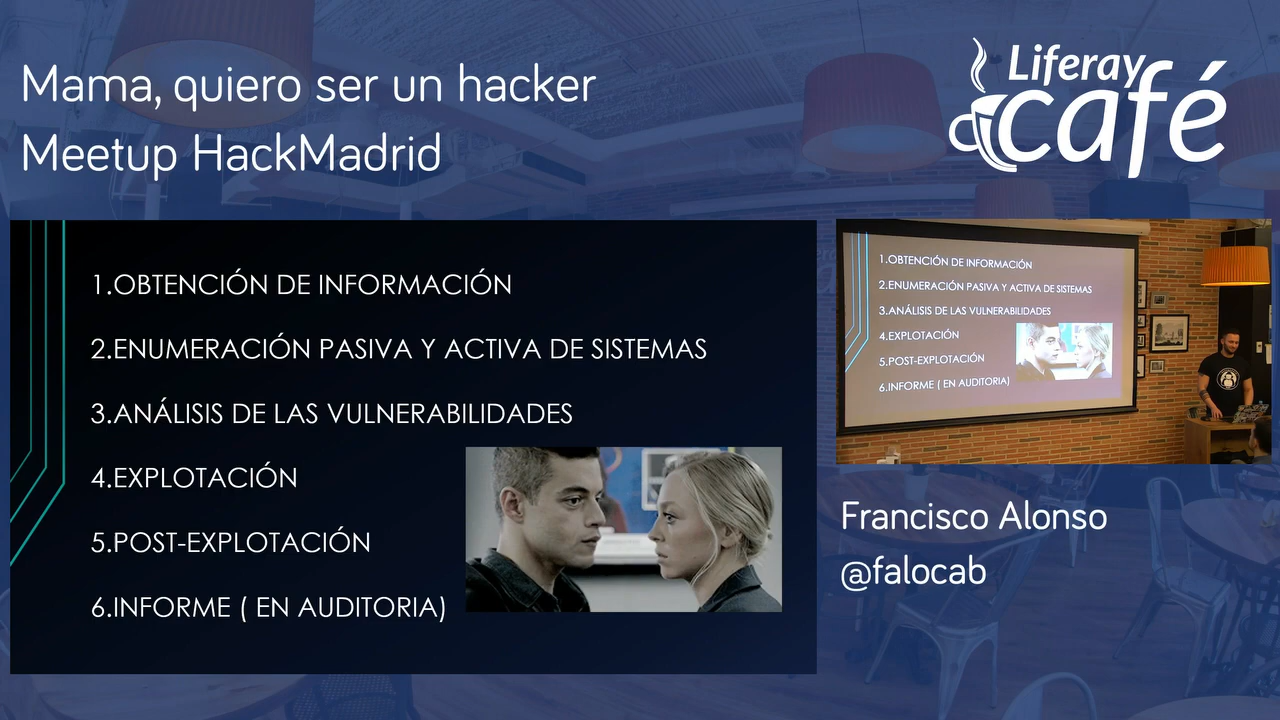 Mama, quiero ser un hacker
Meetup HackMadrid
Liferay
café
1.OBTENCIÓN DE INFORMACIÓN
2.ENUMERACIÓN PASIVA Y ACTIVA DE SISTEMAS
3.ANÁLISIS DE LAS VULNERABILIDADES
4.EXPLOTACIÓN
5.POST-EXPLOTACIÓN
6.INFORME ( EN AUDITORIA)
1.OBTENCIÓN DE INFORMACIÓN
2.ENUMERACIÓN PASIVA Y ACTIVA DE SISTEMAS
3.ANÁLISIS DE LAS VULNERABILIDADES
4.EXPLOTACIÓN
5.POST-EXPLOTACIÓN
6.INFORME ( EN AUDITORIA)
Francisco Alonso
@falocab